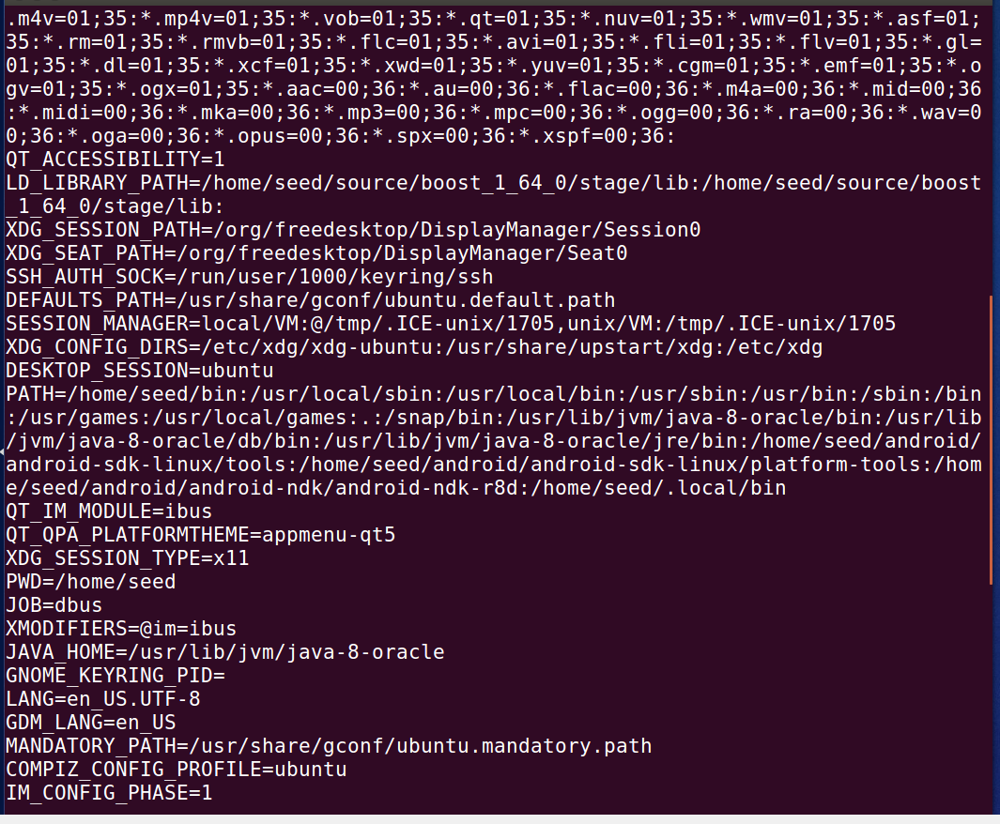 .m4v=01;35:*.mp4v=01;35:*.vob=01;35:*.qt=01;35:*.nuv=01;35:*.wmv=01;35:*.asf=01;
35:*.rm=01;35:*.rmvb=01;35:*.flc=01;35:*.avi=01;35:*.fli=01;35:*.flv=01;35:*.gl=
01;35:*.dl=01;35:*.xcf=01;35:*.xwd=01;35:*.yuv=01;35:*.cgm=01;35:*.emf=01;35:*.o
gv=01;35:*.ogx=01;35:*.aac=00;36:*.au=00;36:*.flac=00;36:*.m4a=00;36:*.mid=00;36
:*.midi=00;36:*.mka=00;36:*.mp3=00;36:*.mpc=00;36:*.ogg=00;36:*.ra=00;36:*.wav=0
0;36:*.oga=00;36:*.opus=00;36:*.spx=00;36:*.xspf=00;36:
QT_ACCESSIBILITY=1
LD_LIBRARY_PATH=/home/seed/source/boost_1_64_0/stage/lib:/home/seed/source/boost
_1_64_0/stage/lib:
XDG_SESSION_PATH=/org/freedesktop/DisplayManager/Session0
XDG_SEAT_PATH=/org/freedesktop/DisplayManager/Seat0
SSH_AUTH_SOCK=/run/user/1000/keyring/ssh
DEFAULTS_PATH=/usr/share/gconf/ubuntu.default.path
SESSION_MANAGER=local/VM:@/tmp/.ICE-unix/1705,unix/VM:/tmp/.ICE-unix/1705
XDG_CONFIG_DIRS=/etc/xdg/xdg-ubuntu:/usr/share/upstart/xdg:/etc/xdg
DESKTOP_SESSION=ubuntu
PATH=/home/seed/bin:/usr/local/sbin:/usr/local/bin:/usr/sbin:/usr/bin:/sbin:/bin
:/usr/games:/usr/local/games:.:/snap/bin:/usr/lib/jvm/java-8-oracle/bin:/usr/lib
/jvm/java-8-oracle/db/bin:/usr/lib/jvm/java-8-oracle/jre/bin:/home/seed/android/
android-sdk-linux/tools:/home/seed/android/android-sdk-linux/platform-tools:/hom
e/seed/android/android-ndk/android-ndk-r8d:/home/seed/.local/bin
QT_IM_MODULE=ibus
QT_QPA_PLATFORMTHEME=appmenu-qt5
XDG_SESSION_TYPE=x11
PWD=/home/seed
JOB=dbus
XMODIFIERS=@im=ibus
JAVA_HOME=/usr/lib/jvm/java-8-oracle
GNOME_KEYRING_PID=
LANG=en_US.UTF-8
GDM_LANG=en_US
MANDATORY_PATH=/usr/share/gconf/ubuntu.mandatory.path
COMPIZ_CONFIG_PROFILE=ubuntu
IM_CONFIG_PHASE=1